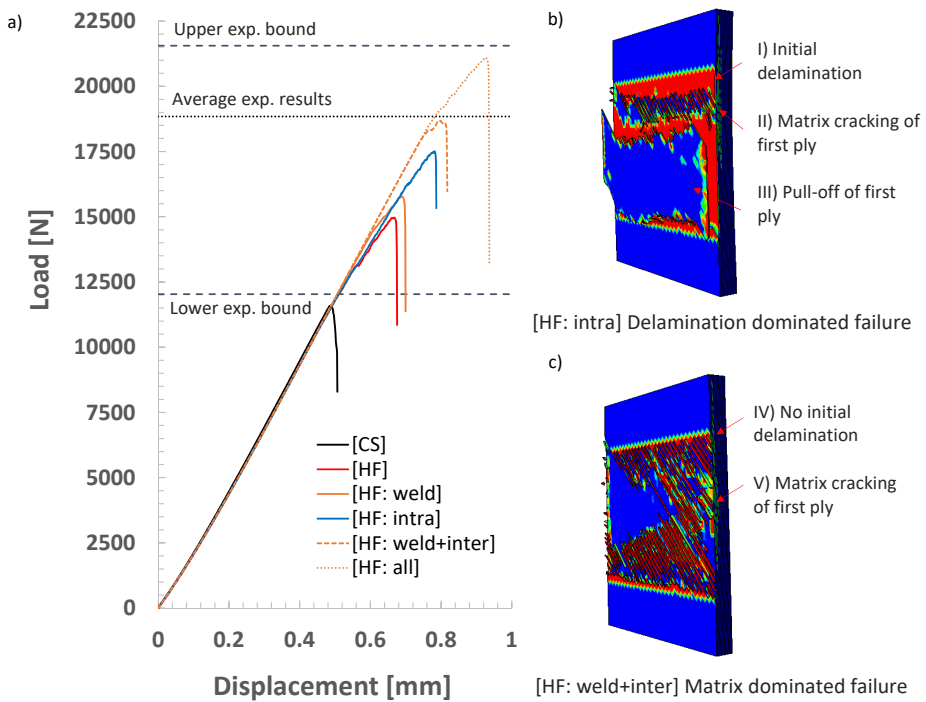 a)
Load [N]
22500
20000
17500
15000
12500
10000
7500
5000
2500
0
Upper exp. bound
Average exp. results
Lower exp. bound
[CS]
[HF]
[HF: weld]
[HF: intra]
[HF: weld+inter]
[HF: all]
0
0.2
0.4
0.6
0.8
1
Displacement [mm]
b)
I) Initial
delamination
II) Matrix cracking of
first ply
III) Pull-off of first
ply
[HF: intra] Delamination dominated failure
c)
IV) No initial
delamination
V) Matrix cracking
of first ply
[HF: weld+inter] Matrix dominated failure